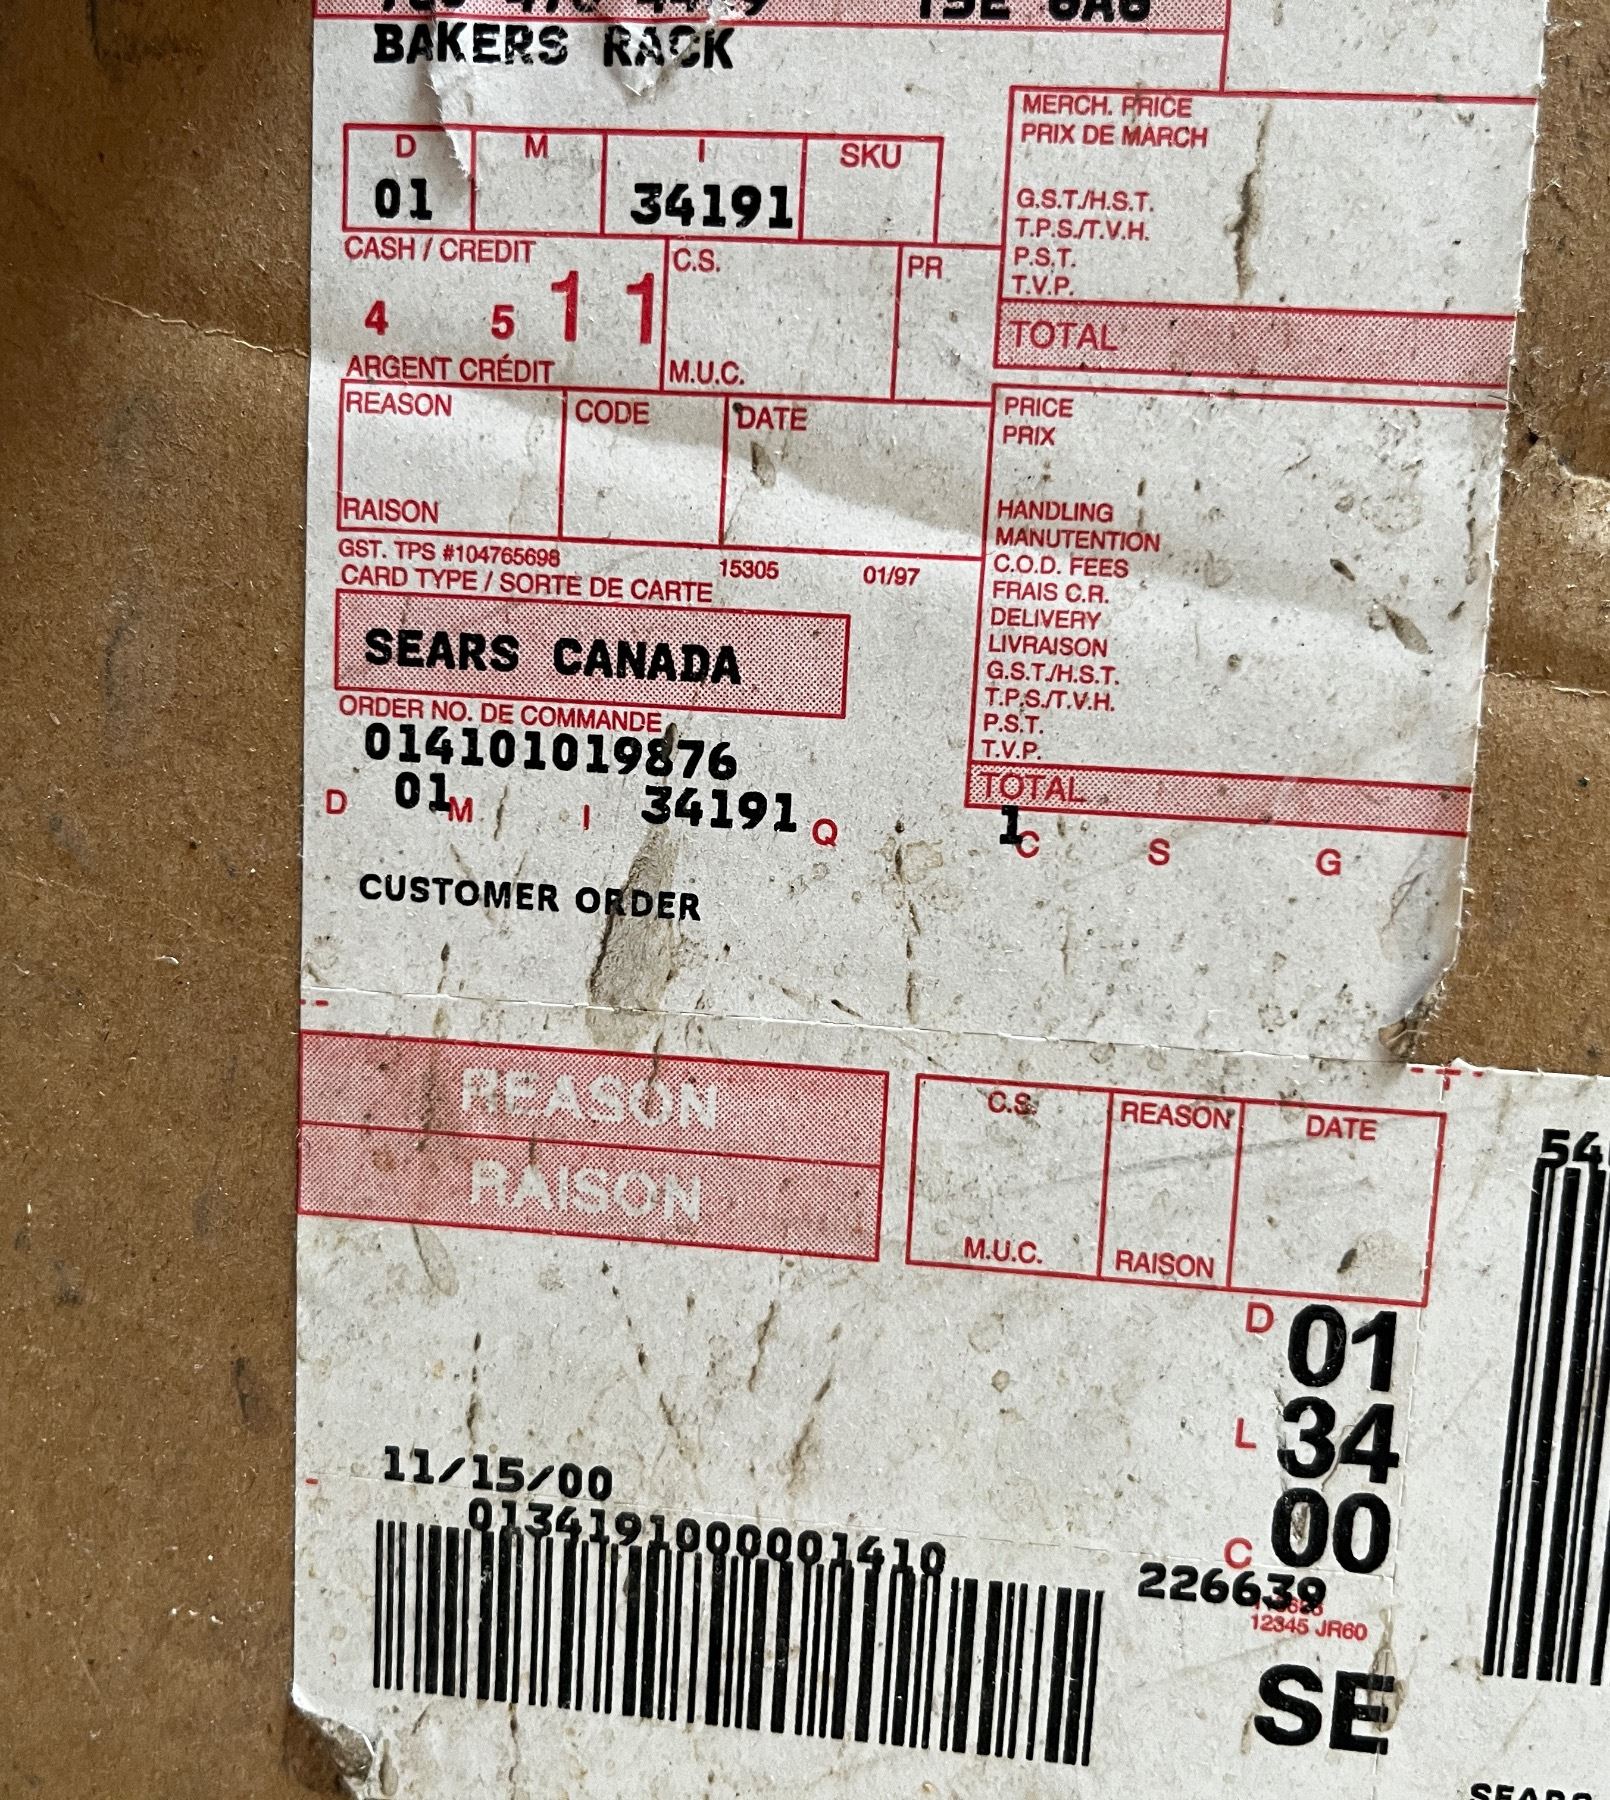 BAKERS RACK
MERCH. PRICE
PRIX DE MARCH
D M I SKU
01 34191
G.S.T./H.S.T.
T.P.S./T.V.H.
P.S.T.
T.V.P.
TOTAL
CASH / CREDIT C.S. PR
4 5 1 1
ARGENT CRÉDIT M.U.C.
REASON CODE DATE
RAISON
PRICE
PRIX
HANDLING
MANUTENTION
C.O.D. FEES
FRAIS C.R.
DELIVERY
LIVRAISON
G.S.T./H.S.T.
T.P.S./T.V.H.
P.S.T.
T.V.P.
TOTAL
GST. TPS #104765698 15305 01/97
CARD TYPE / SORTE DE CARTE
SEARS CANADA
ORDER NO. DE COMMANDE
014101019876
D 01 M I 34191 Q 1 C S G
CUSTOMER ORDER
REASON
RAISON
C.S. REASON DATE
M.U.C. RAISON
54
D 01
L 34
C 00
11/15/00
0134191000001410
226639
12345 JR60
SE